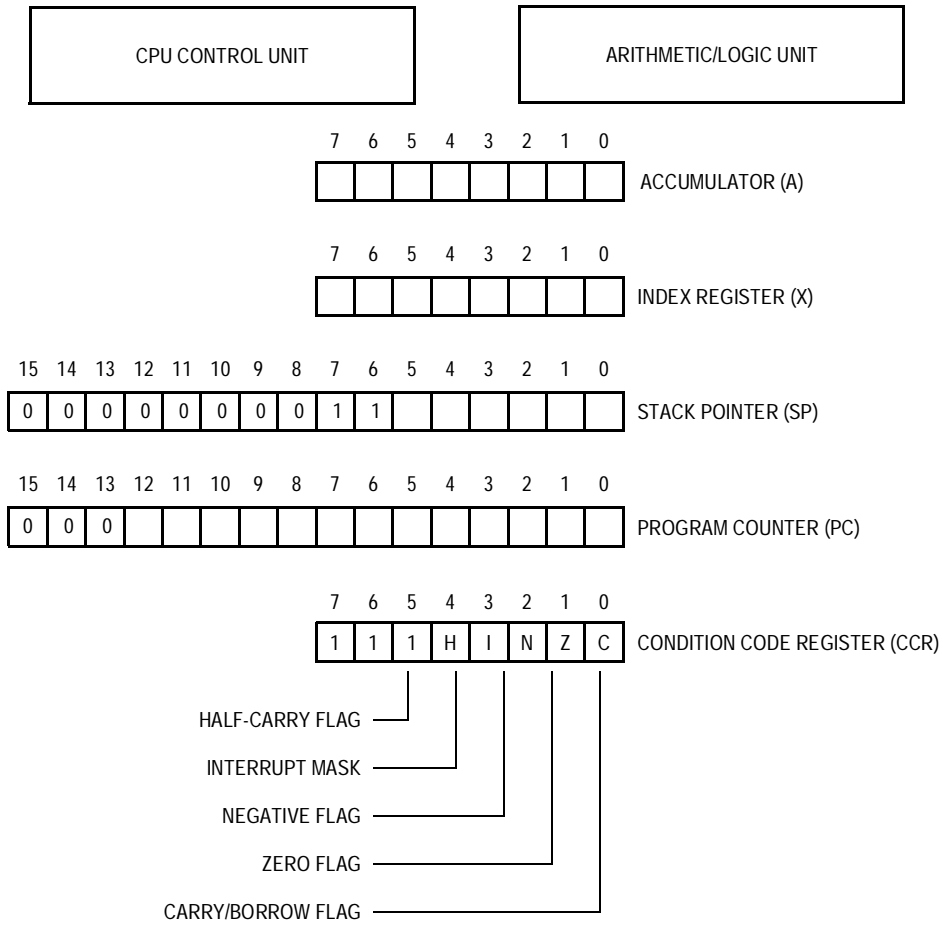 CPU CONTROL UNIT
ARITHMETIC/LOGIC UNIT
7 6 5 4 3 2 1 0
ACCUMULATOR (A)
7 6 5 4 3 2 1 0
INDEX REGISTER (X)
15 14 13 12 11 10 9 8 7 6 5 4 3 2 1 0
0 0 0 0 0 0 0 0 1 1 STACK POINTER (SP)
15 14 13 12 11 10 9 8 7 6 5 4 3 2 1 0
0 0 0 PROGRAM COUNTER (PC)
7 6 5 4 3 2 1 0
1 1 1 H I N Z C CONDITION CODE REGISTER (CCR)
HALF-CARRY FLAG
INTERRUPT MASK
NEGATIVE FLAG
ZERO FLAG
CARRY/BORROW FLAG